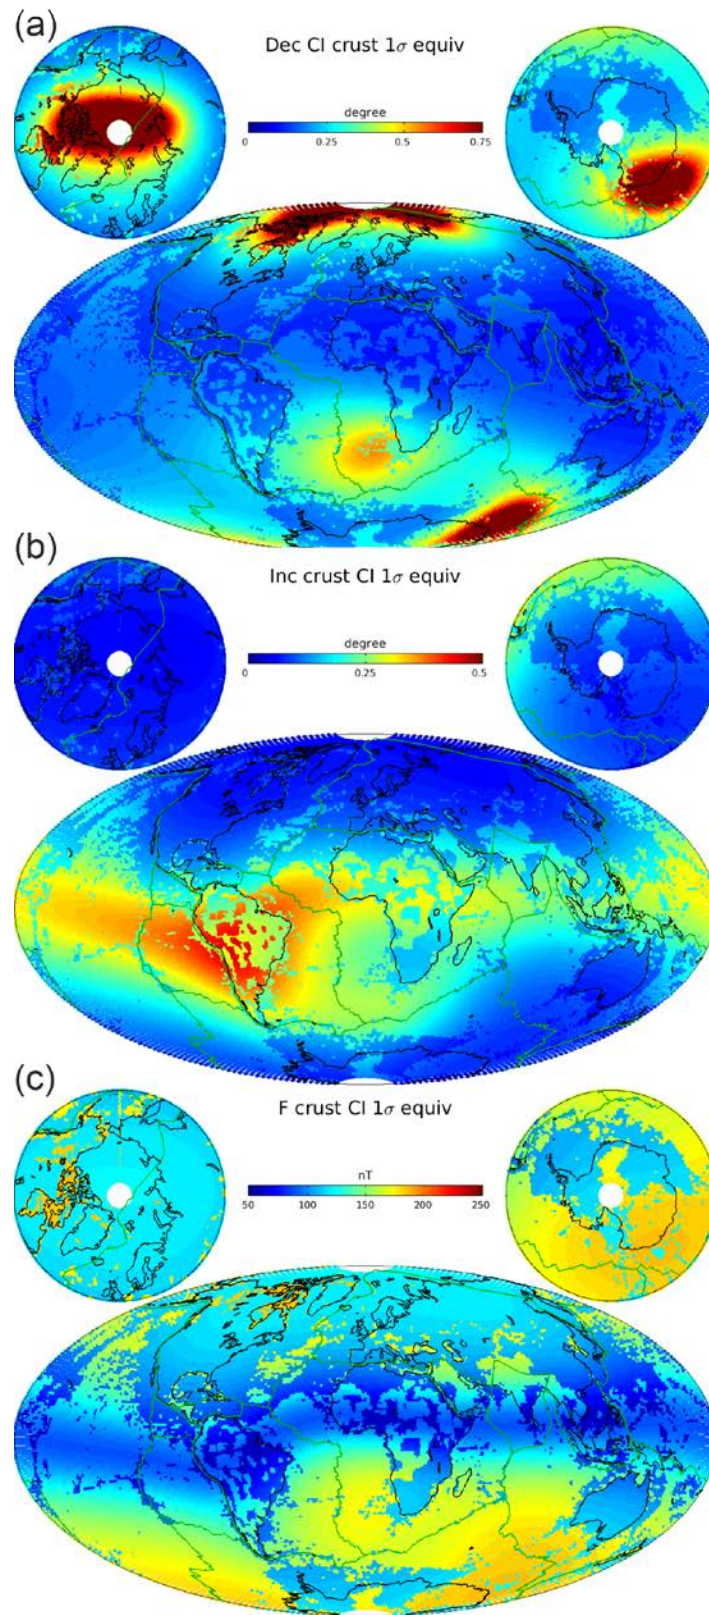 (a)
Dec CI crust 1σ equiv
degree
0 0.25 0.5 0.75
(b)
Inc crust CI 1σ equiv
degree
0 0.25 0.5
(c)
F crust CI 1σ equiv
nT
50 100 150 200 250